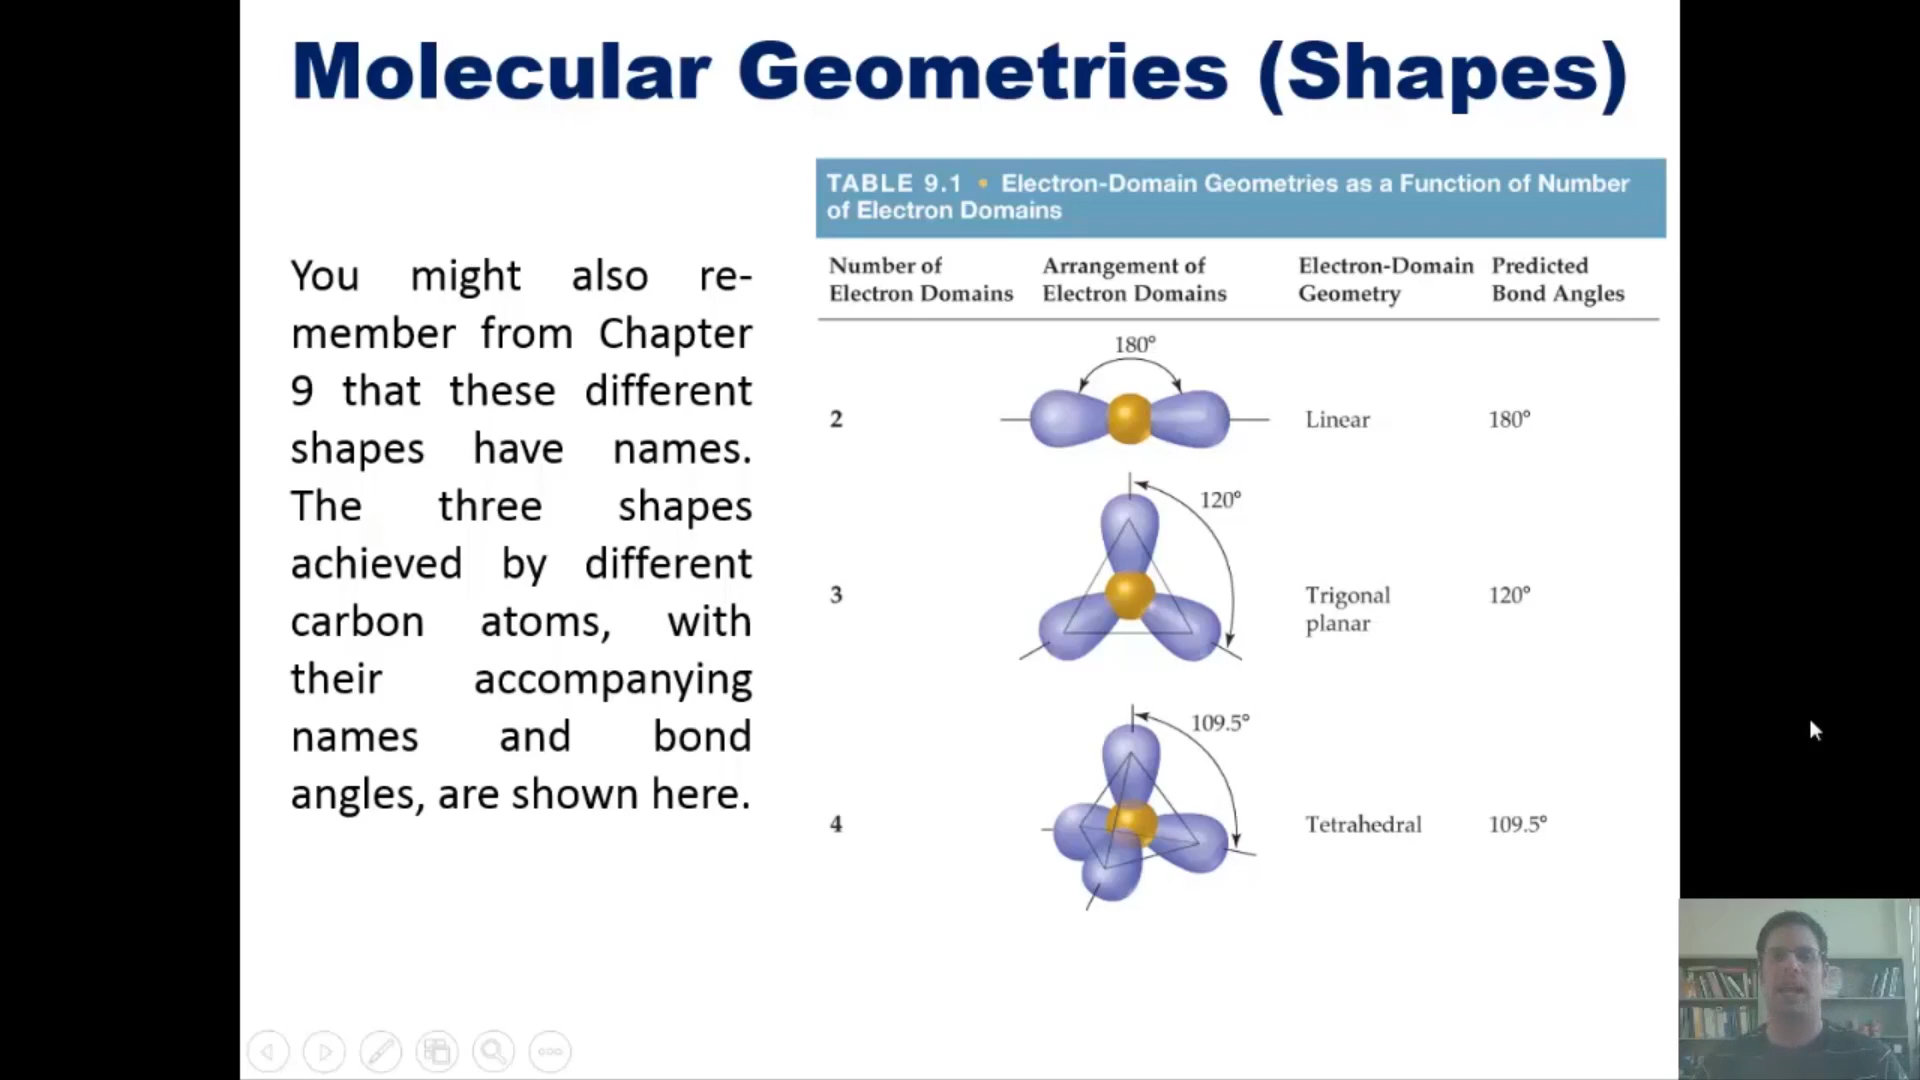 Molecular Geometries (Shapes)
You might also re-
member from Chapter
9 that these different
shapes have names.
The three shapes
achieved by different
carbon atoms, with
their accompanying
names and bond
angles, are shown here.
TABLE 9.1 • Electron-Domain Geometries as a Function of Number
of Electron Domains
Number of Electron Domains
Arrangement of Electron Domains
Electron-Domain Geometry
Predicted Bond Angles
180°
2 Linear 180°
120°
3 Trigonal planar 120°
109.5°
4 Tetrahedral 109.5°